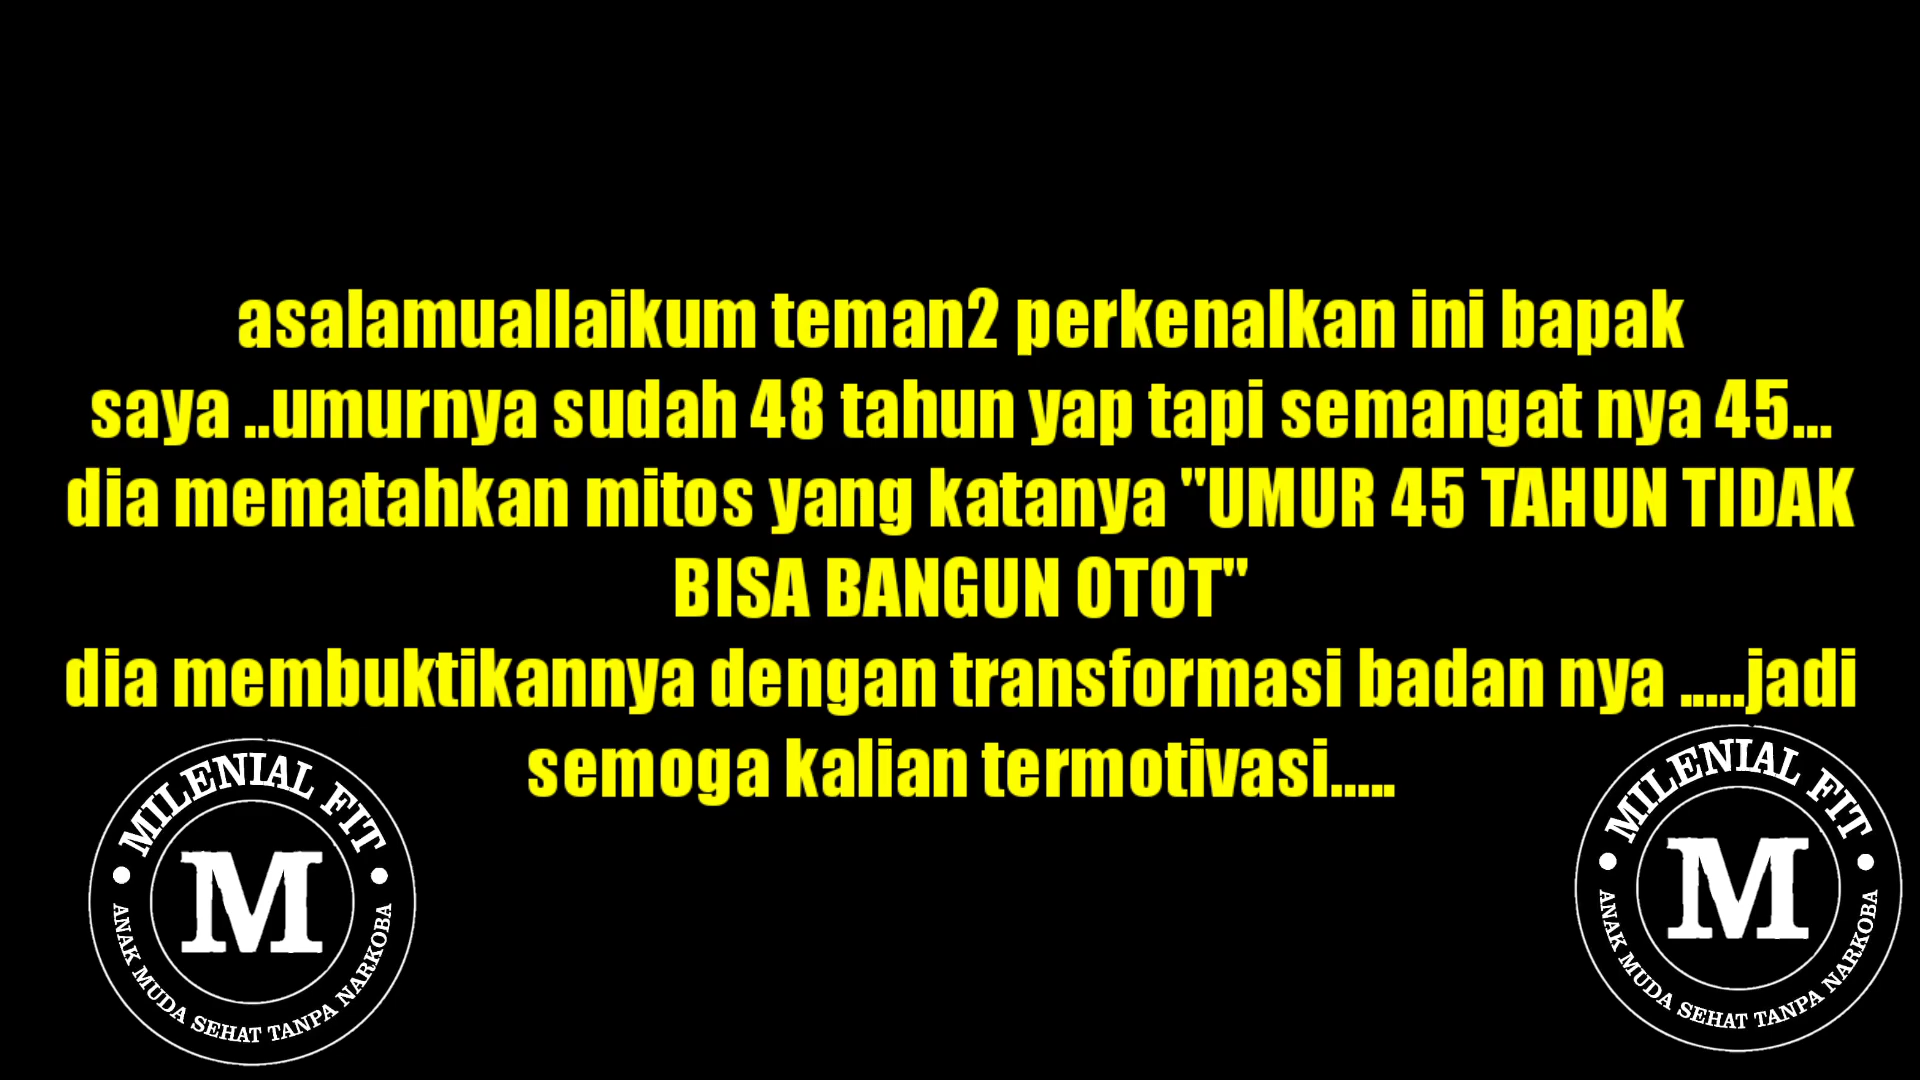 asalamuallaikum teman2 perkenalkan ini bapak
saya ..umurnya sudah 48 tahun yap tapi semangat nya 45...
dia mematahkan mitos yang katanya "UMUR 45 TAHUN TIDAK
BISA BANGUN OTOT"
dia membuktikannya dengan transformasi badan nya .....jadi
semoga kalian termotivasi.....
MILENIAL FIT
M
ANAK MUDA SEHAT TANPA NARKOBA
MILENIAL FIT
M
ANAK MUDA SEHAT TANPA NARKOBA